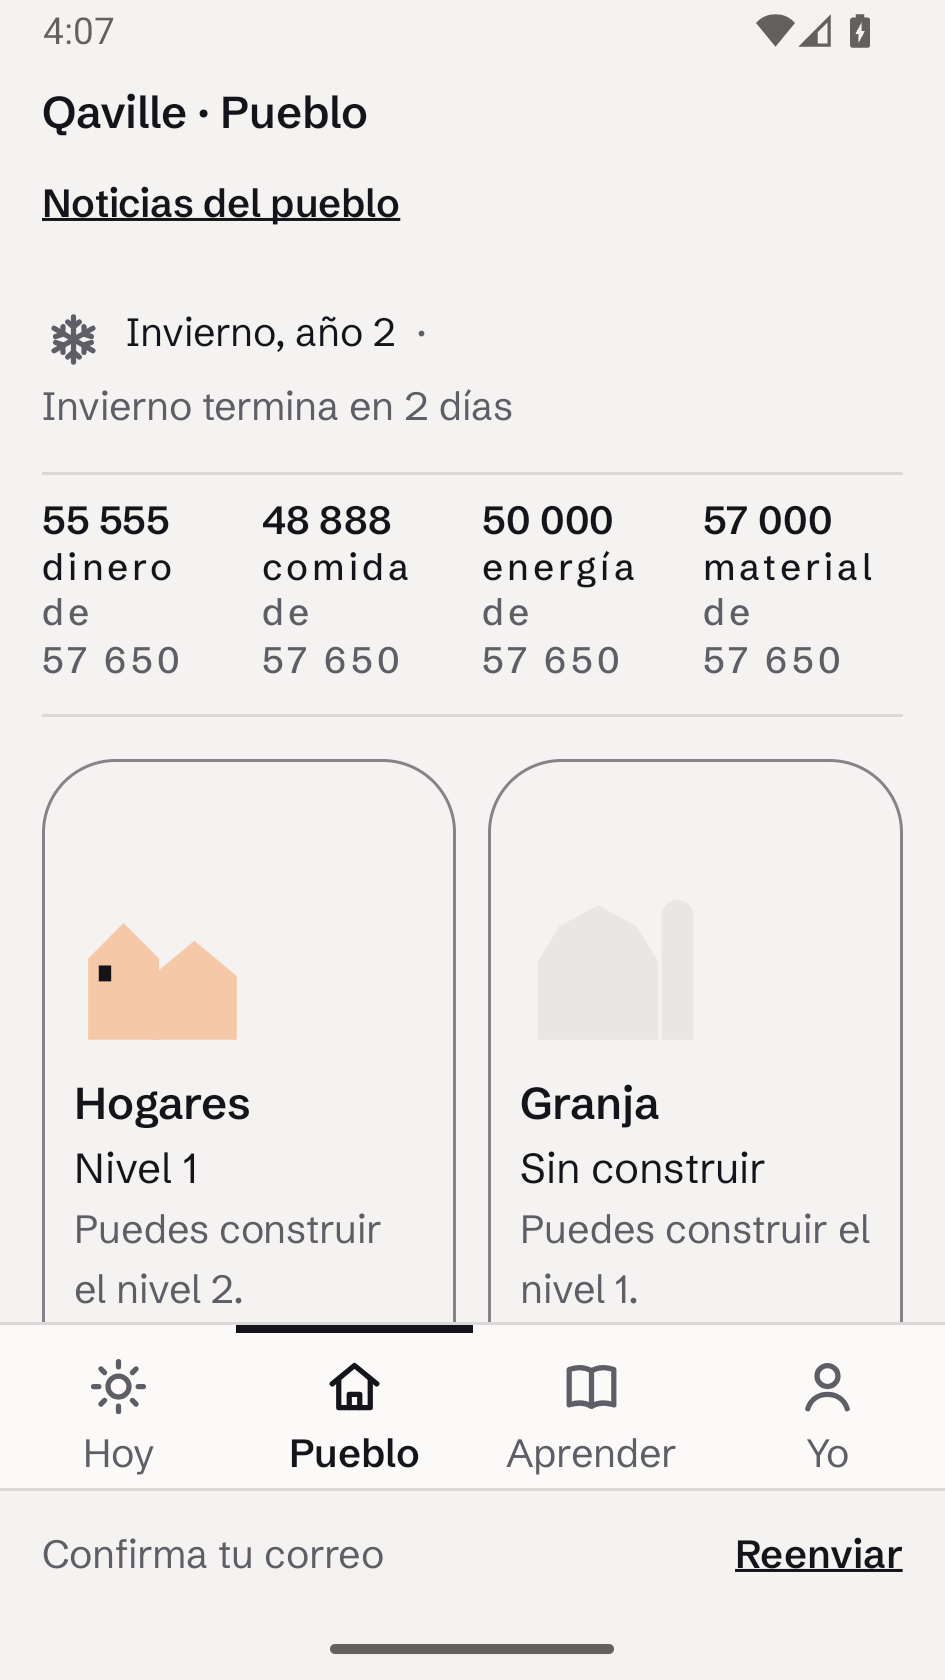 4:07
Qaville · Pueblo
Noticias del pueblo
Invierno, año 2 ·
Invierno termina en 2 días
55 555 48 888 50 000 57 000
dinero comida energía material
de de de de
57 650 57 650 57 650 57 650
Hogares Granja
Nivel 1 Sin construir
Puedes construir Puedes construir el
el nivel 2. nivel 1.
Hoy Pueblo Aprender Yo
Confirma tu correo Reenviar